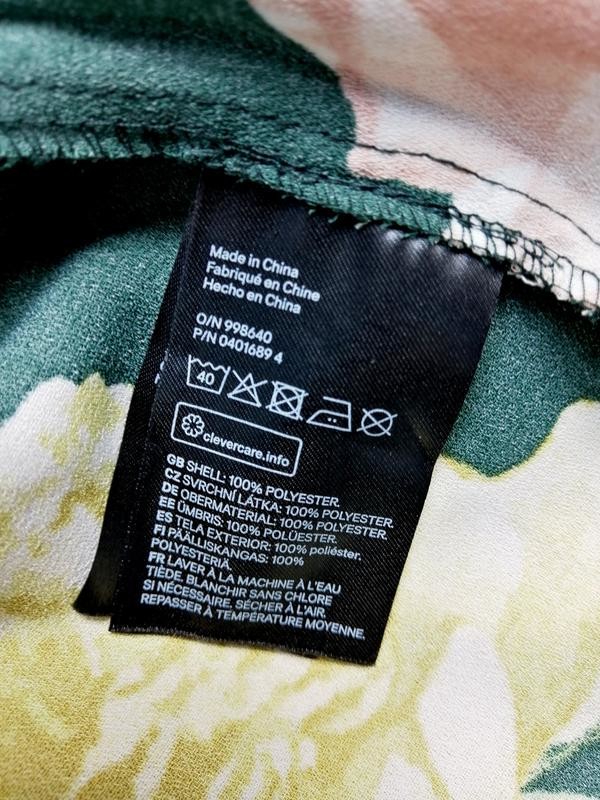 Made in China
Fabriqué en Chine
Hecho en China
O/N 998640
P/N 0401689 4
40
clevercare.info
GB SHELL: 100% POLYESTER.
CZ SVRCHNÍ LÁTKA: 100% POLYESTER.
DE OBERMATERIAL: 100% POLYESTER.
EE ÜMBRIS: 100% POLÜESTER.
ES TELA EXTERIOR: 100% poliéster.
FI PÄÄLLISKANGAS: 100%
POLYESTERIÄ.
FR LAVER À LA MACHINE À L'EAU
TIÈDE. BLANCHIR SANS CHLORE
SI NÉCESSAIRE. SÉCHER À L'AIR.
REPASSER À TEMPÉRATURE MOYENNE.